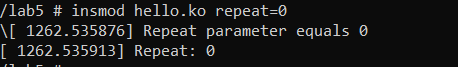 /lab5 # insmod hello.ko repeat=0
\[ 1262.535876] Repeat parameter equals 0
[ 1262.535913] Repeat: 0